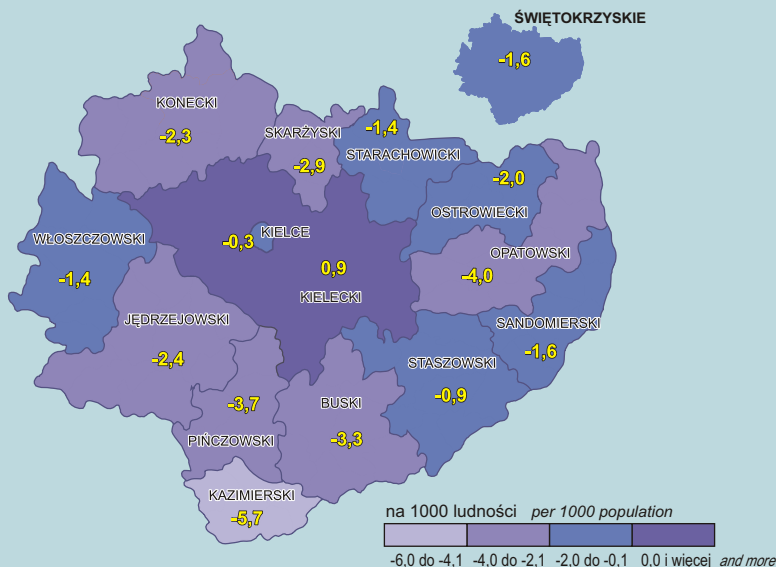 ŚWIĘTOKRZYSKIE
-1,6
KONECKI
-2,3
SKARŻYSKI
-2,9
-1,4
STARACHOWICKI
-2,0
OSTROWIECKI
WŁOSZCZOWSKI
-1,4
KIELCE
-0,3
0,9
KIELECKI
OPATOWSKI
-4,0
JĘDRZEJOWSKI
-2,4
SANDOMIERSKI
-1,6
STASZOWSKI
-0,9
-3,7
PIŃCZOWSKI
BUSKI
-3,3
KAZIMIERSKI
-5,7
na 1000 ludności per 1000 population
-6,0 do -4,1 -4,0 do -2,1 -2,0 do -0,1 0,0 i więcej and more